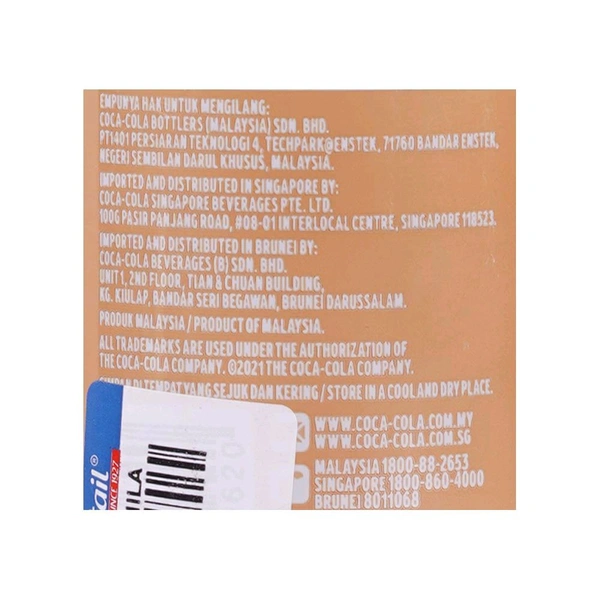 EMPUNYA HAK UNTUK MENGILANG:
COCA-COLA BOTTLERS (MALAYSIA) SDN. BHD.
PT1401 PERSIARAN TEKNOLOGI 4, TECHPARK@ENSTEK, 71760 BANDAR ENSTEK,
NEGERI SEMBILAN DARUL KHUSUS, MALAYSIA.
IMPORTED AND DISTRIBUTED IN SINGAPORE BY:
COCA-COLA SINGAPORE BEVERAGES PTE. LTD.
100G PASIR PANJANG ROAD, #08-01 INTERLOCAL CENTRE, SINGAPORE 118523.
IMPORTED AND DISTRIBUTED IN BRUNEI BY:
COCA-COLA BEVERAGES (B) SDN. BHD.
UNIT 1, 2ND FLOOR, TIAN & CHUAN BUILDING,
KG. KIULAP, BANDAR SERI BEGAWAN, BRUNEI DARUSSALAM.
PRODUK MALAYSIA / PRODUCT OF MALAYSIA.
ALL TRADEMARKS ARE USED UNDER THE AUTHORIZATION OF
THE COCA-COLA COMPANY. ©2021 THE COCA-COLA COMPANY.
SIMPAN DI TEMPAT YANG SEJUK DAN KERING / STORE IN A COOL AND DRY PLACE.
WWW.COCA-COLA.COM.MY
WWW.COCA-COLA.COM.SG
MALAYSIA 1800-88-2653
SINGAPORE 1800-860-4000
BRUNEI 8011068
SINCE 1927